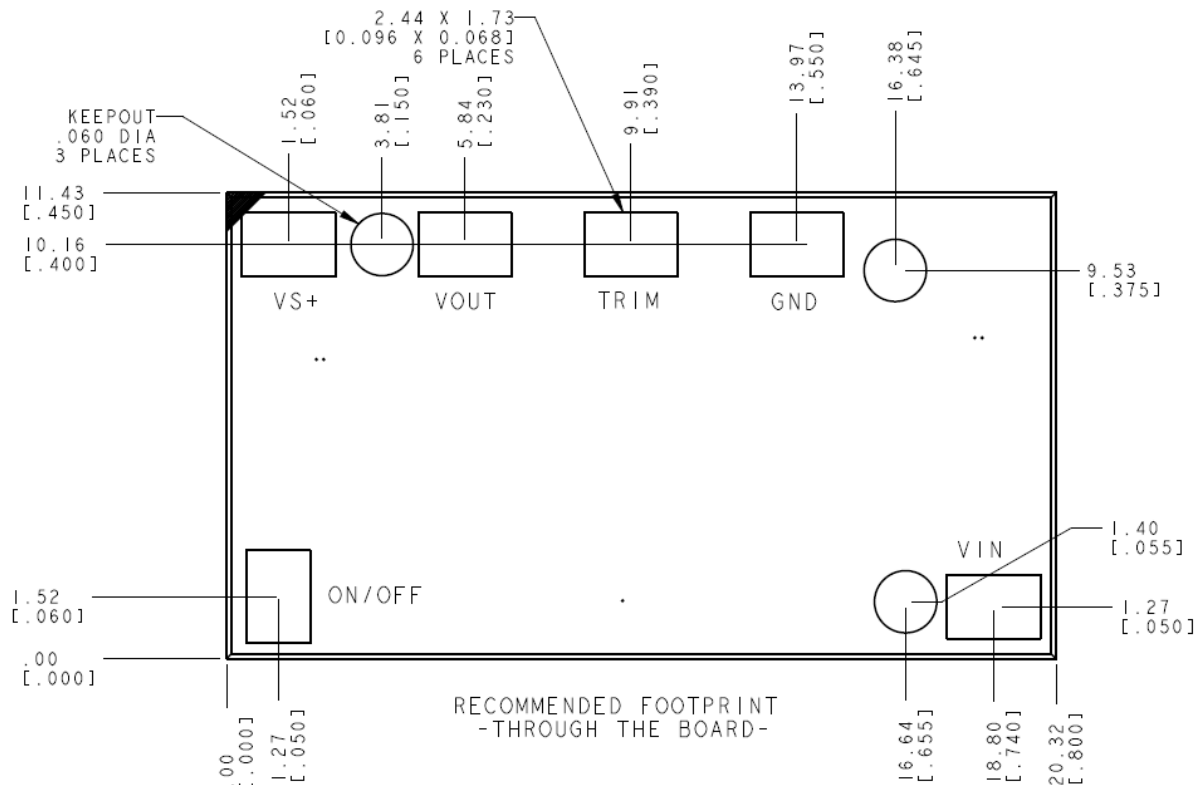 2.44 X 1.73
[0.096 X 0.068]
6 PLACES
KEEPOUT
.060 DIA
3 PLACES
1.52
[.060]
3.81
[.150]
5.84
[.230]
9.91
[.390]
13.97
[.550]
16.38
[.645]
11.43
[.450]
10.16
[.400]
9.53
[.375]
VS+
VOUT
TRIM
GND
1.40
[.055]
VIN
ON/OFF
1.52
[.060]
1.27
[.050]
.00
[.000]
RECOMMENDED FOOTPRINT
-THROUGH THE BOARD-
.00
[.000]
1.27
[.050]
16.64
[.655]
18.80
[.740]
20.32
[.800]